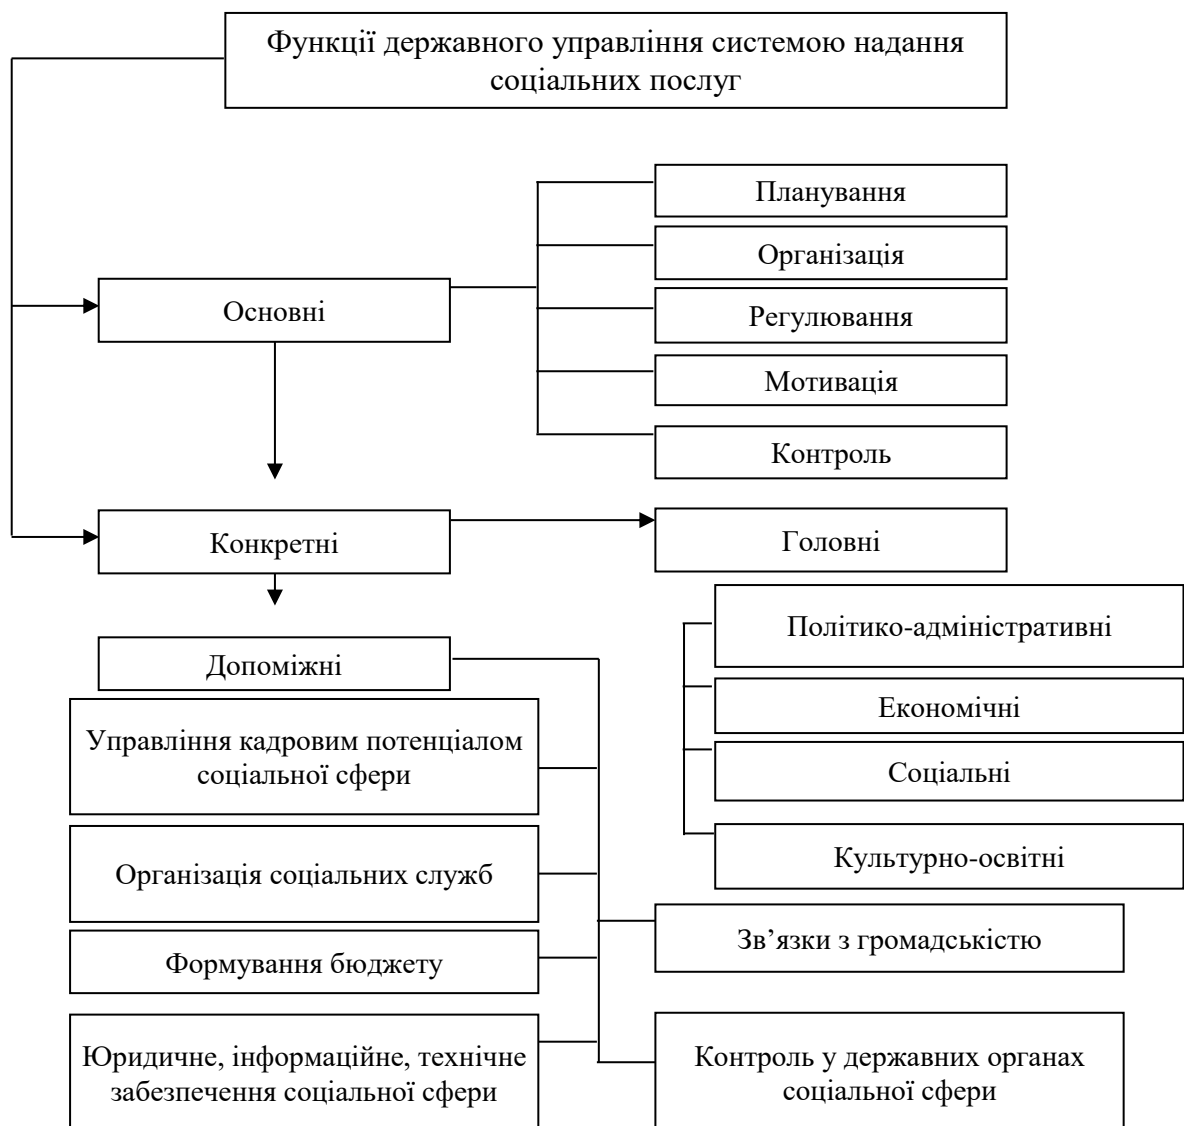 Функції державного управління системою надання
соціальних послуг
Планування
Організація
Основні
Регулювання
Мотивація
Контроль
Конкретні
Головні
Політико-адміністративні
Допоміжні
Економічні
Управління кадровим потенціалом
соціальної сфери
Соціальні
Культурно-освітні
Організація соціальних служб
Зв’язки з громадськістю
Формування бюджету
Юридичне, інформаційне, технічне
забезпечення соціальної сфери
Контроль у державних органах
соціальної сфери